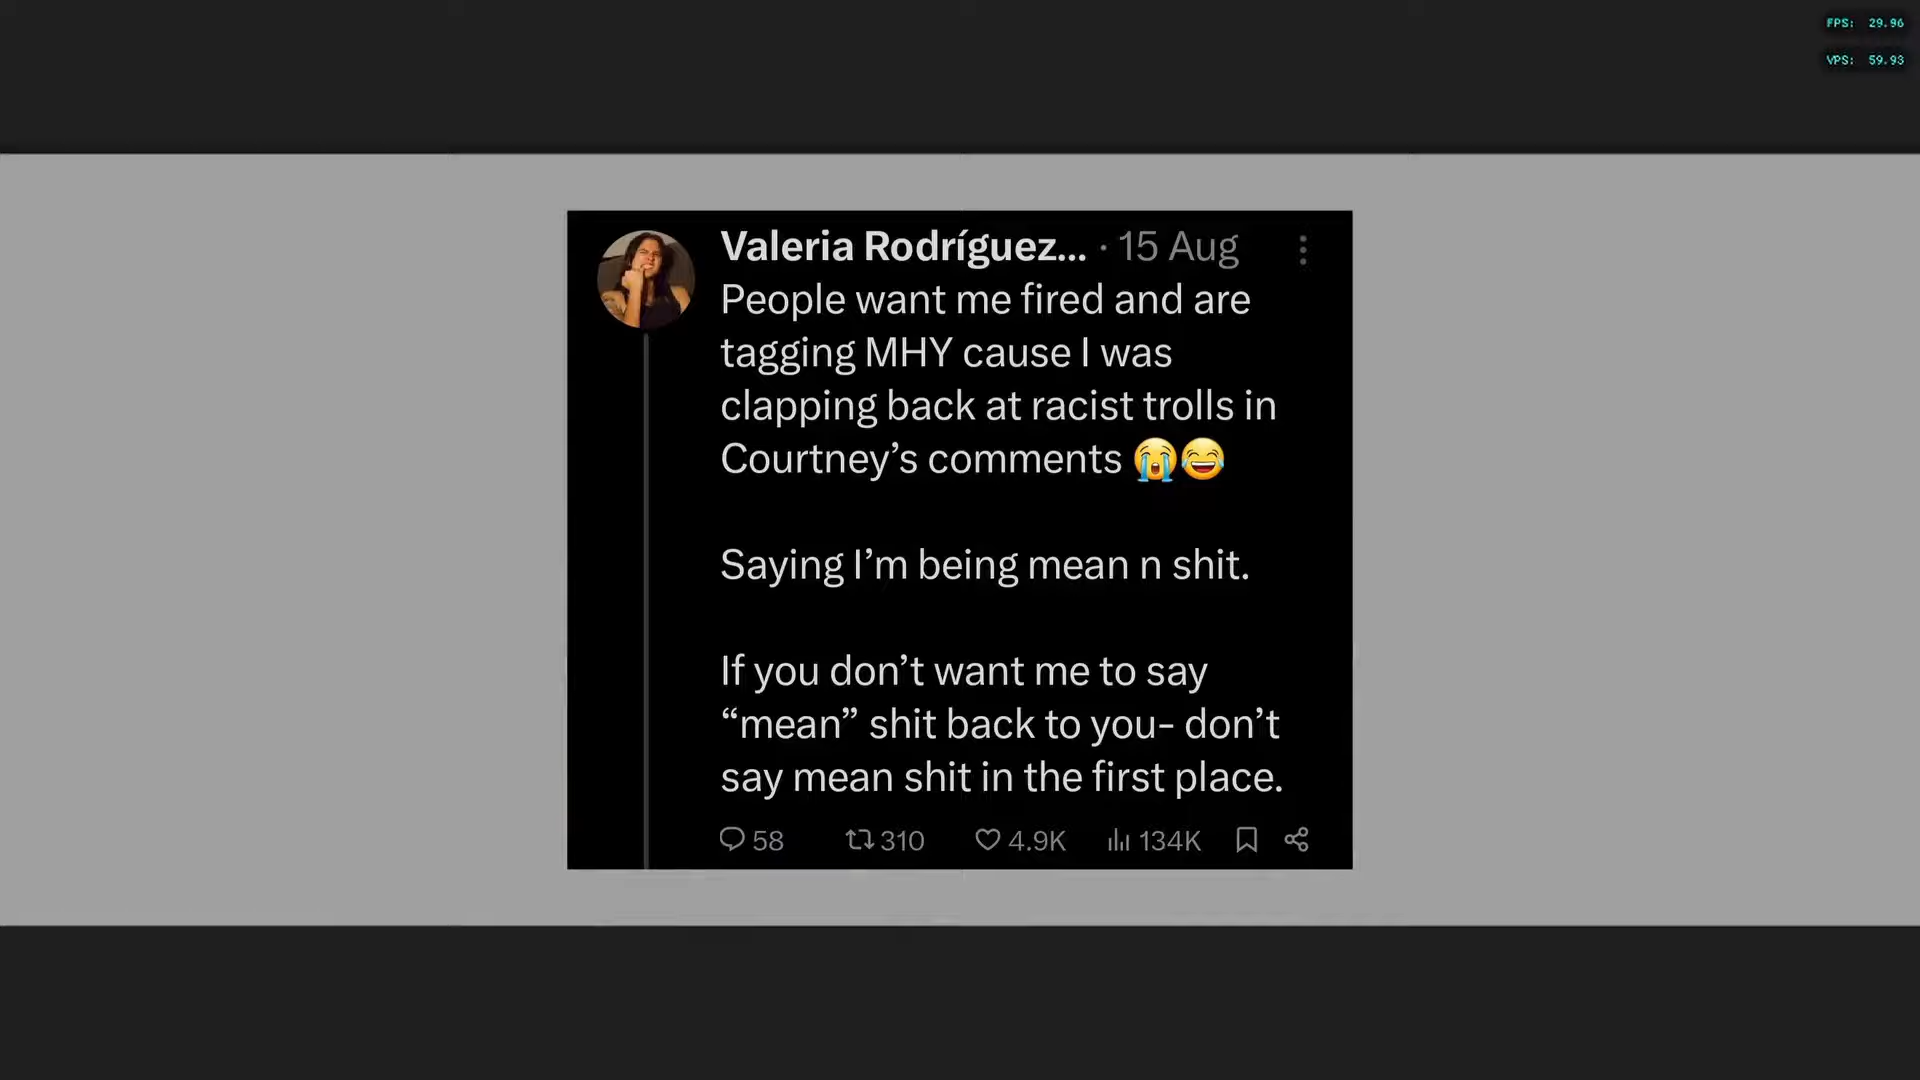 FPS: 29.96
VPS: 59.93
Valeria Rodríguez... · 15 Aug
People want me fired and are
tagging MHY cause I was
clapping back at racist trolls in
Courtney’s comments 😭😂
Saying I’m being mean n shit.
If you don’t want me to say
“mean” shit back to you- don’t
say mean shit in the first place.
58 310 4.9K 134K